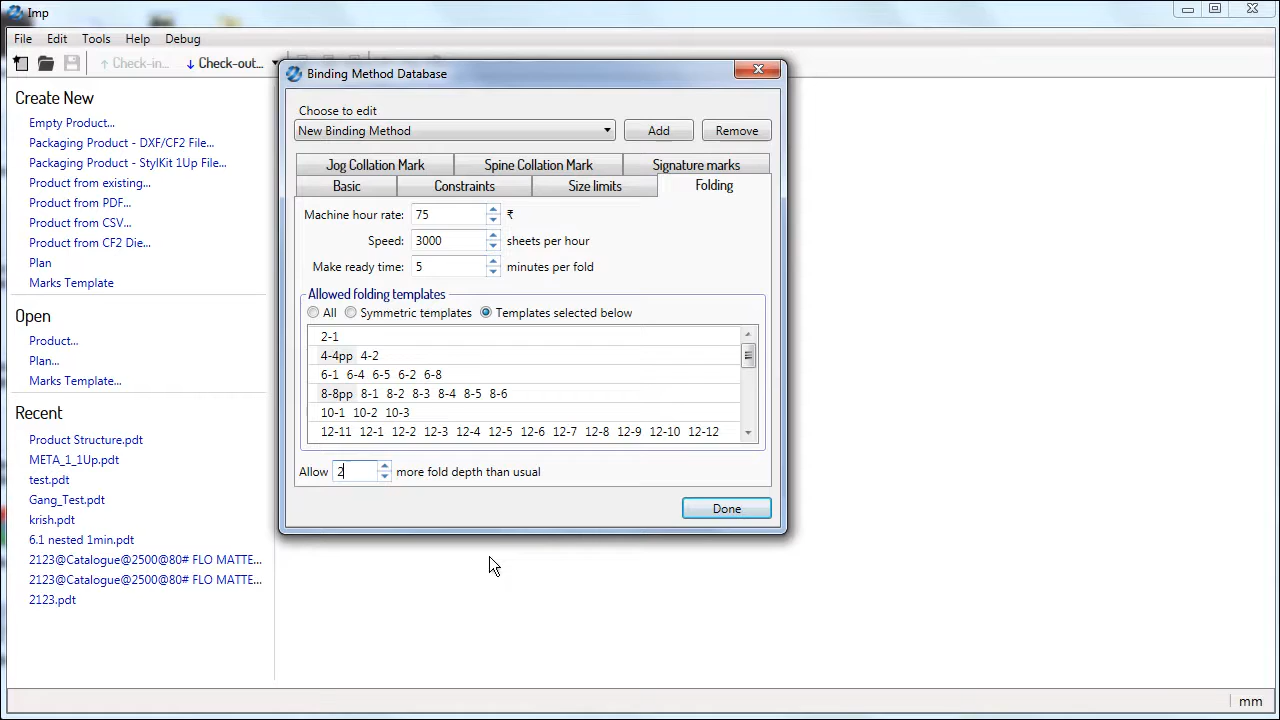 Imp
File Edit Tools Help Debug
Check-in... Check-out...
Create New
Empty Product...
Packaging Product - DXF/CF2 File...
Packaging Product - StylKit 1Up File...
Product from existing...
Product from PDF...
Product from CSV...
Product from CF2 Die...
Plan
Marks Template
Open
Product...
Plan...
Marks Template...
Recent
Product Structure.pdt
META_1_1Up.pdt
test.pdt
Gang_Test.pdt
krish.pdt
6.1 nested 1min.pdt
2123@Catalogue@2500@80# FLO MATTE...
2123@Catalogue@2500@80# FLO MATTE...
2123.pdt
Binding Method Database
Choose to edit
New Binding Method Add Remove
Jog Collation Mark Spine Collation Mark Signature marks
Basic Constraints Size limits Folding
Machine hour rate: 75 ₹
Speed: 3000 sheets per hour
Make ready time: 5 minutes per fold
Allowed folding templates
All Symmetric templates Templates selected below
2-1
4-4pp 4-2
6-1 6-4 6-5 6-2 6-8
8-8pp 8-1 8-2 8-3 8-4 8-5 8-6
10-1 10-2 10-3
12-11 12-1 12-2 12-3 12-4 12-5 12-6 12-7 12-8 12-9 12-10 12-12
Allow 2 more fold depth than usual
Done
mm